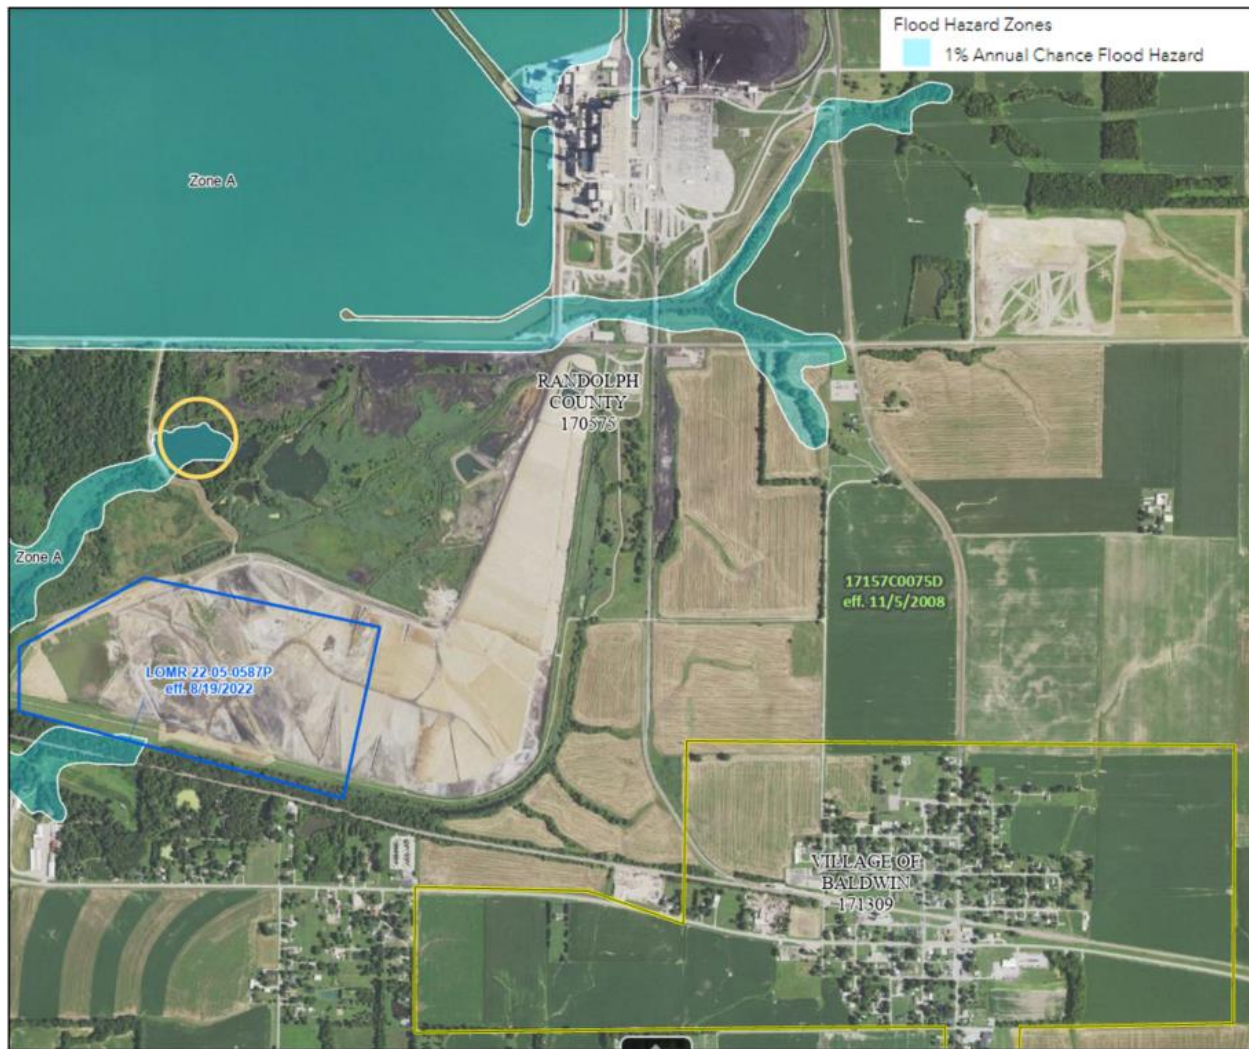 Flood Hazard Zones
1% Annual Chance Flood Hazard
Zone A
RANDOLPH
COUNTY
170575
Zone A
17157C0075D
eff. 11/5/2008
LOMR 22-05-0587P
eff. 8/19/2022
VILLAGE OF
BALDWIN
171309